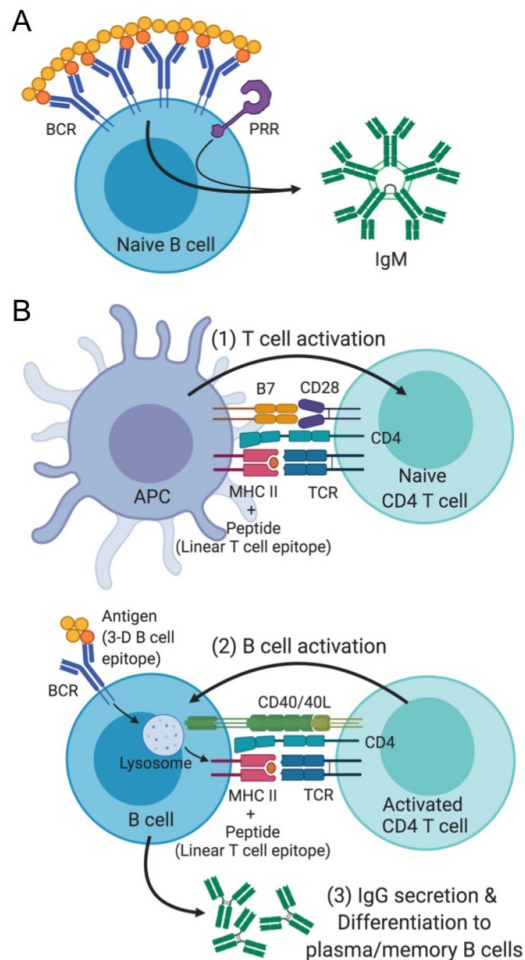 A
BCR
PRR
Naive B cell
IgM
B
(1) T cell activation
B7
CD28
CD4
APC
MHC II
+
Peptide
(Linear T cell epitope)
TCR
Naive
CD4 T cell
Antigen
(3-D B cell
epitope)
BCR
(2) B cell activation
CD40/40L
CD4
Lysosome
B cell
MHC II
+
Peptide
(Linear T cell epitope)
TCR
Activated
CD4 T cell
(3) IgG secretion &
Differentiation to
plasma/memory B cells